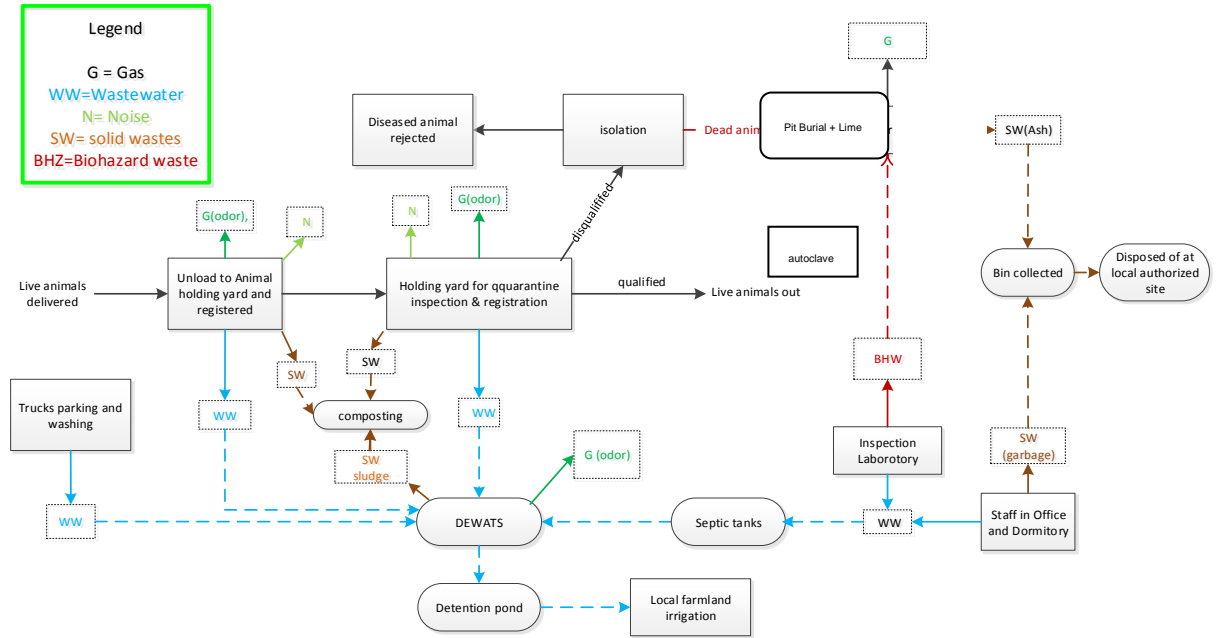 Legend
G = Gas
WW=Wastewater
N= Noise
SW= solid wastes
BHZ=Biohazard waste
G
Diseased animal
rejected
isolation
Dead anim
Pit Burial + Lime
r
SW(Ash)
G(odor),
N
N
G(odor)
disqualififed
Live animals
delivered
Unload to Animal
holding yard and
registered
Holding yard for qquarantine
inspection & registration
qualified
Live animals out
autoclave
Bin collected
Disposed of at
local authorized
site
SW
SW
BHW
Trucks parking and
washing
WW
composting
WW
SW
sludge
G (odor)
Inspection
Laborotory
SW
(garbage)
WW
DEWATS
Septic tanks
WW
Staff in Office
and Dormitory
Detention pond
Local farmland
irrigation